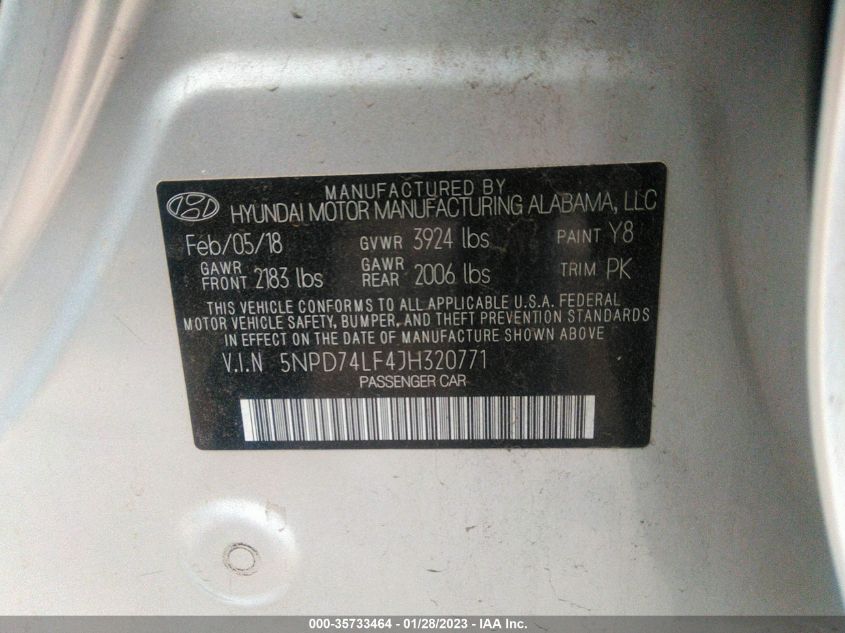 MANUFACTURED BY
HYUNDAI MOTOR MANUFACTURING ALABAMA, LLC
Feb/05/18 GVWR 3924 lbs PAINT Y8
GAWR FRONT 2183 lbs GAWR REAR 2006 lbs TRIM PK
THIS VEHICLE CONFORMS TO ALL APPLICABLE U.S.A. FEDERAL
MOTOR VEHICLE SAFETY, BUMPER, AND THEFT PREVENTION STANDARDS
IN EFFECT ON THE DATE OF MANUFACTURE SHOWN ABOVE
V.I.N 5NPD74LF4JH320771
PASSENGER CAR
000-35733464 | 01/28/2023 - IAA Inc.